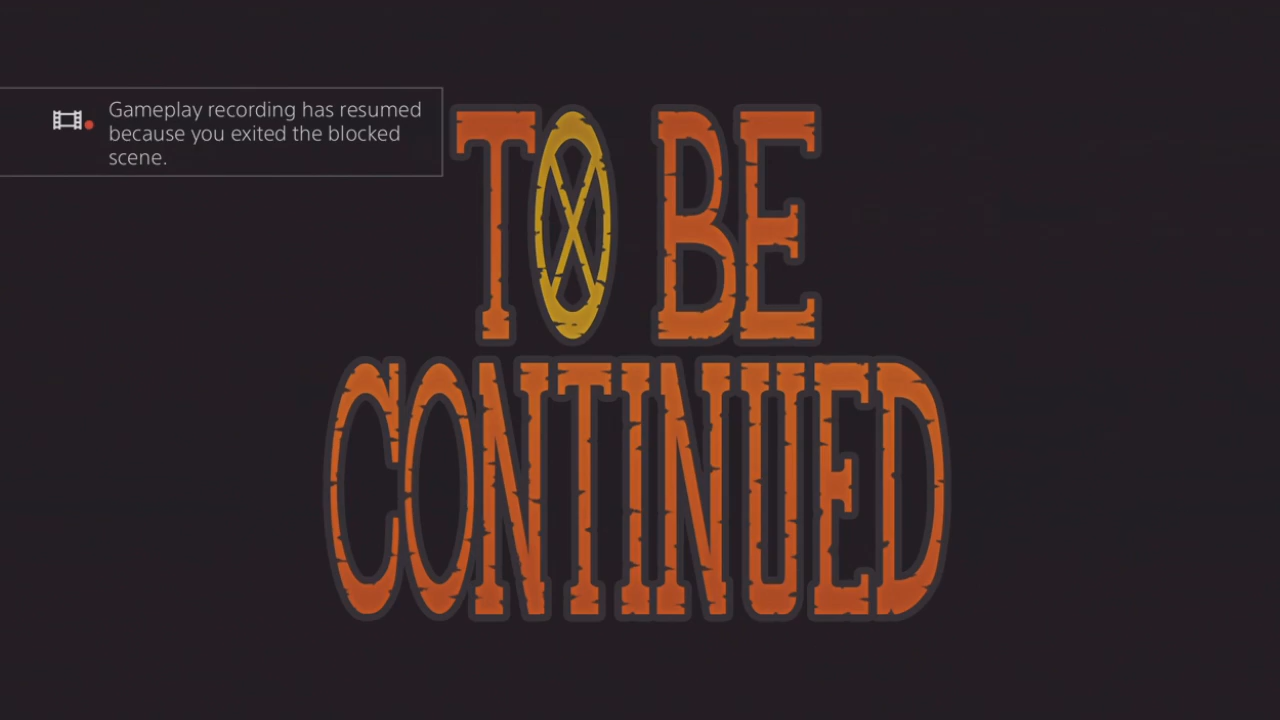 Gameplay recording has resumed
because you exited the blocked
scene.
TO BE
CONTINUED